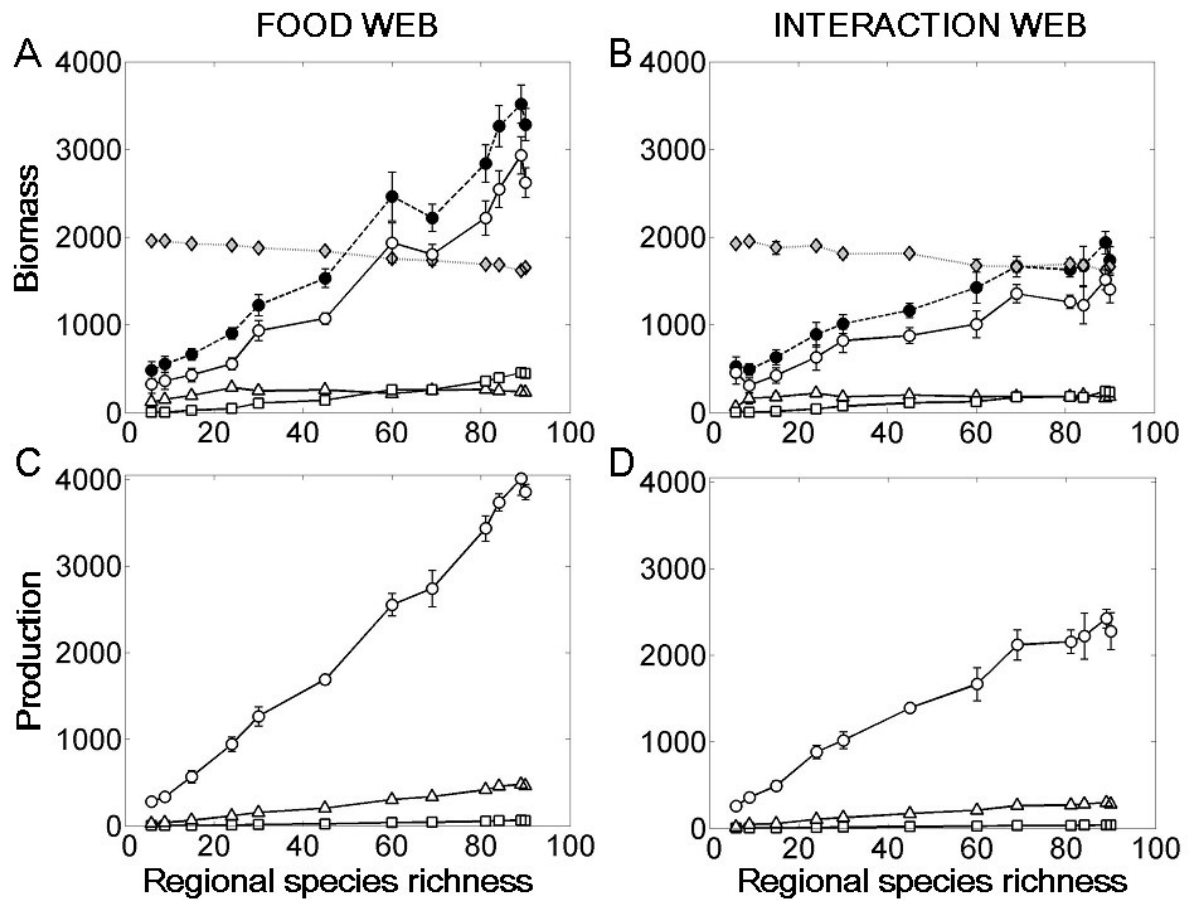 FOOD WEB INTERACTION WEB
A B
4000 4000
3000 3000
2000 2000
1000 1000
0 0
Biomass
0 20 40 60 80 100 0 20 40 60 80 100
C D
4000 4000
3000 3000
2000 2000
1000 1000
0 0
Production
0 20 40 60 80 100 0 20 40 60 80 100
Regional species richness Regional species richness